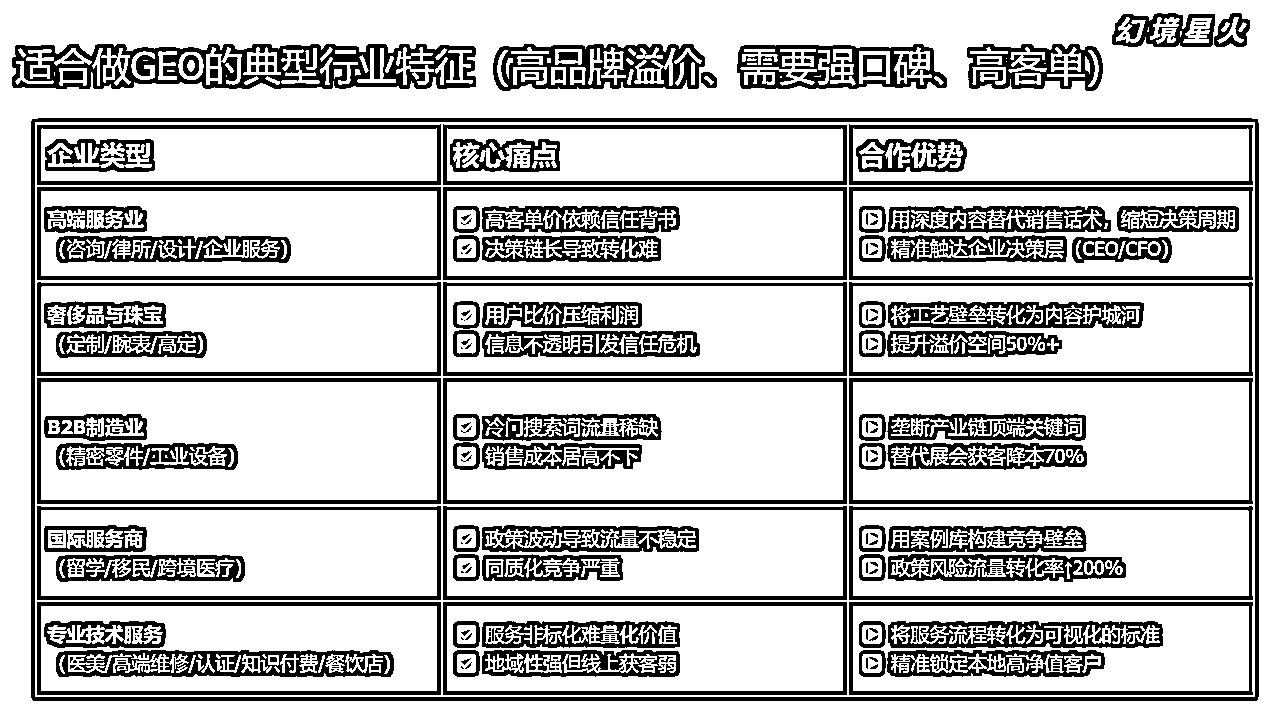 幻境星火
适合做GEO的典型行业特征（高品牌溢价、需要强口碑、高客单）
企业类型
核心痛点
合作优势
高端服务业
（咨询/律所/设计/企业服务）
高客单价依赖信任背书
决策链长导致转化难
用深度内容替代销售话术，缩短决策周期
精准触达企业决策层（CEO/CFO）
奢侈品与珠宝
（定制/腕表/高定）
用户比价压缩利润
信息不透明引发信任危机
将工艺壁垒转化为内容护城河
提升溢价空间50%+
B2B制造业
（精密零件/工业设备）
冷门搜索词流量稀缺
销售成本居高不下
垄断产业链顶端关键词
替代展会获客降本70%
国际服务商
（留学/移民/跨境医疗）
政策波动导致流量不稳定
同质化竞争严重
用案例库构建竞争壁垒
政策风险流量转化率↑200%
专业技术服务
（医美/高端维修/认证/知识付费/餐饮店）
服务非标化难量化价值
地域性强但线上获客弱
将服务流程转化为可视化的标准
精准锁定本地高净值客户